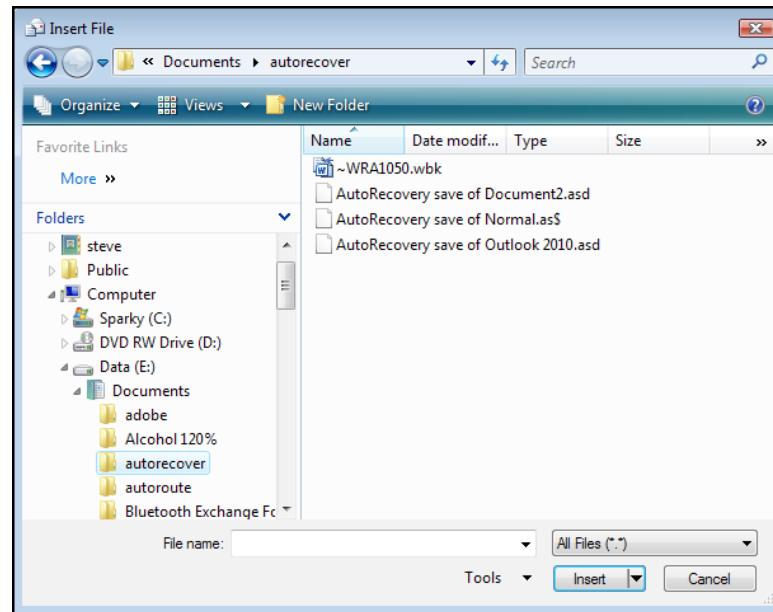 Insert File
« Documents ▸ autorecover
Search
Organize Views New Folder
Favorite Links
More »
Folders
steve
Public
Computer
Sparky (C:)
DVD RW Drive (D:)
Data (E:)
Documents
adobe
Alcohol 120%
autorecover
autoroute
Bluetooth Exchange Fo
Name Date modif... Type Size »
~WRA1050.wbk
AutoRecovery save of Document2.asd
AutoRecovery save of Normal.as$
AutoRecovery save of Outlook 2010.asd
File name:
All Files (*.*)
Tools Insert Cancel